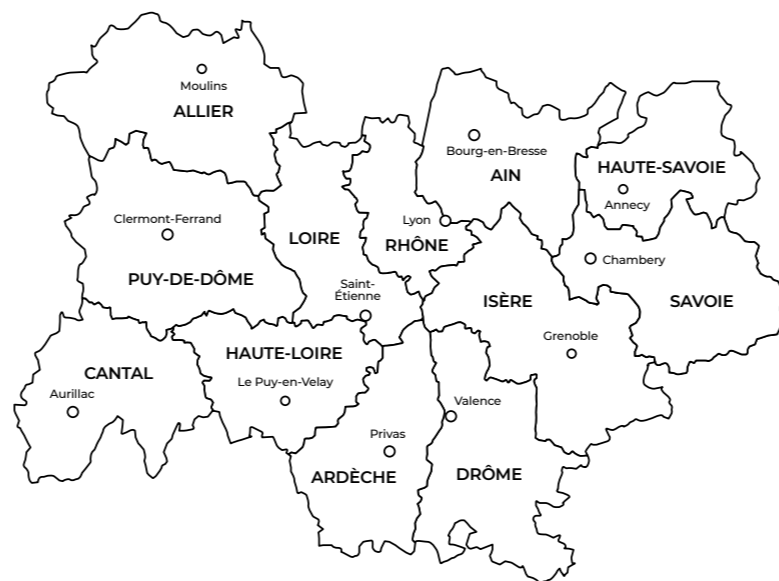 Moulins
ALLIER
Bourg-en-Bresse
AIN
HAUTE-SAVOIE
Annecy
Clermont-Ferrand
PUY-DE-DÔME
LOIRE
Saint-
Étienne
Lyon
RHÔNE
Chambery
SAVOIE
ISÈRE
Grenoble
CANTAL
Aurillac
HAUTE-LOIRE
Le Puy-en-Velay
Privas
ARDÈCHE
Valence
DRÔME